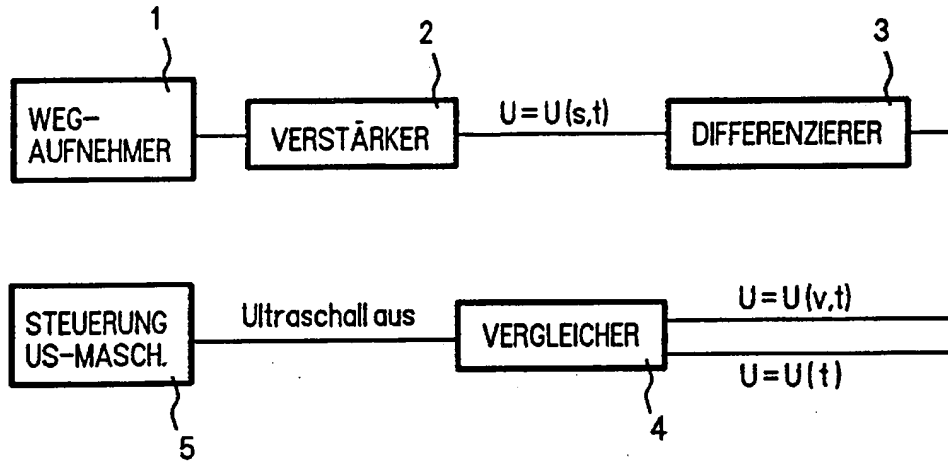 1
2
3
WEG-
AUFNEHMER
VERSTÄRKER
U=U(s,t)
DIFFERENZIERER
STEUERUNG
US-MASCH.
Ultraschall aus
VERGLEICHER
U=U(v,t)
U=U(t)
5
4